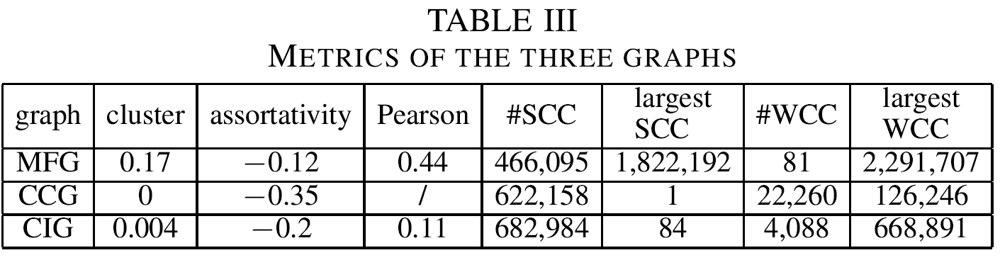 TABLE III
METRICS OF THE THREE GRAPHS
graph cluster assortativity Pearson #SCC largest SCC #WCC largest WCC
MFG 0.17 −0.12 0.44 466,095 1,822,192 81 2,291,707
CCG 0 −0.35 / 622,158 1 22,260 126,246
CIG 0.004 −0.2 0.11 682,984 84 4,088 668,891